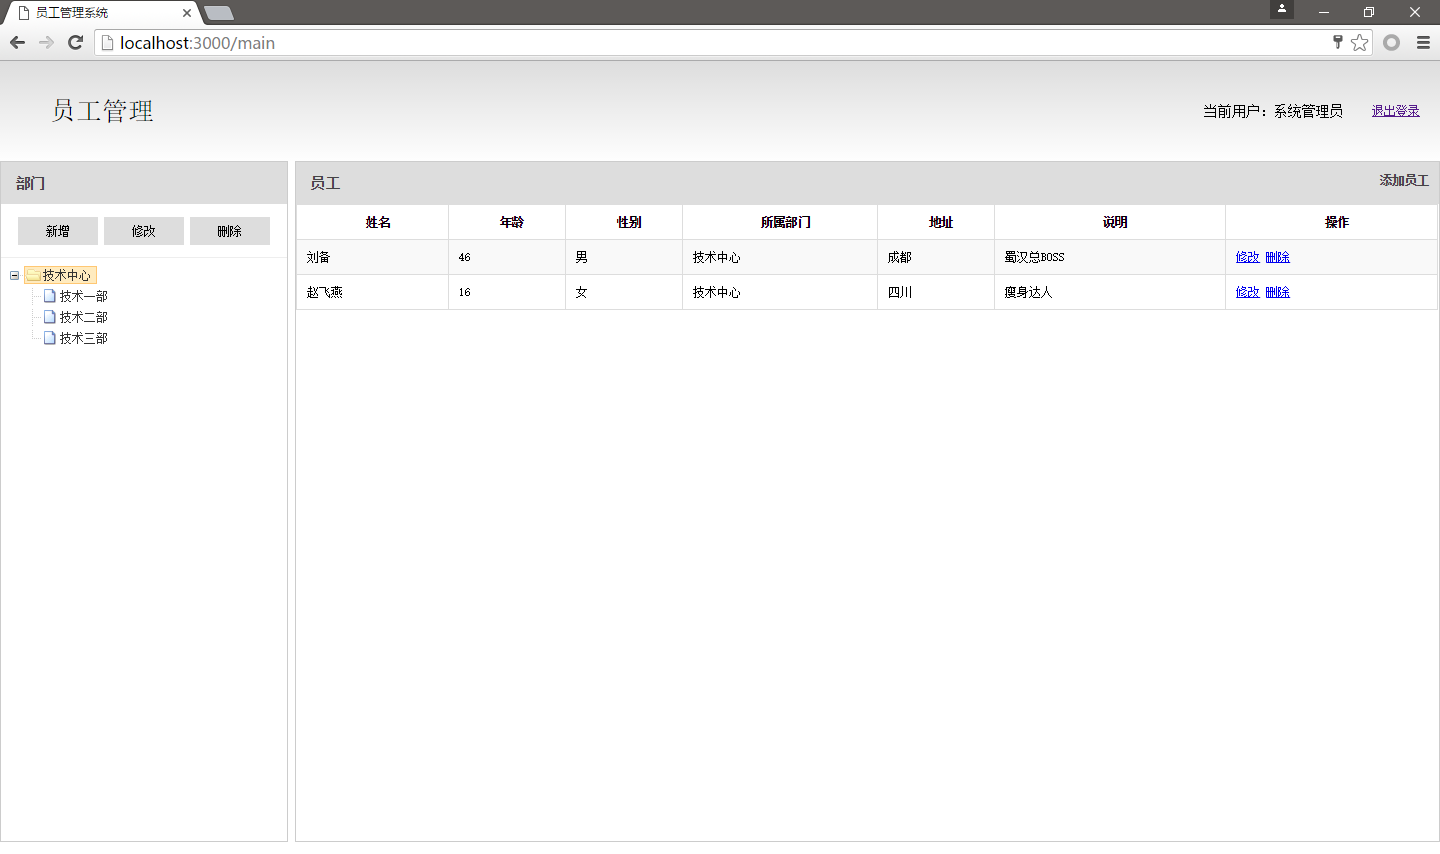 员工管理系统
localhost:3000/main
员工管理
当前用户：系统管理员 退出登录
部门
新增 修改 删除
技术中心
技术一部
技术二部
技术三部
员工 添加员工
姓名 年龄 性别 所属部门 地址 说明 操作
刘备 46 男 技术中心 成都 蜀汉总BOSS 修改 删除
赵飞燕 16 女 技术中心 四川 瘦身达人 修改 删除